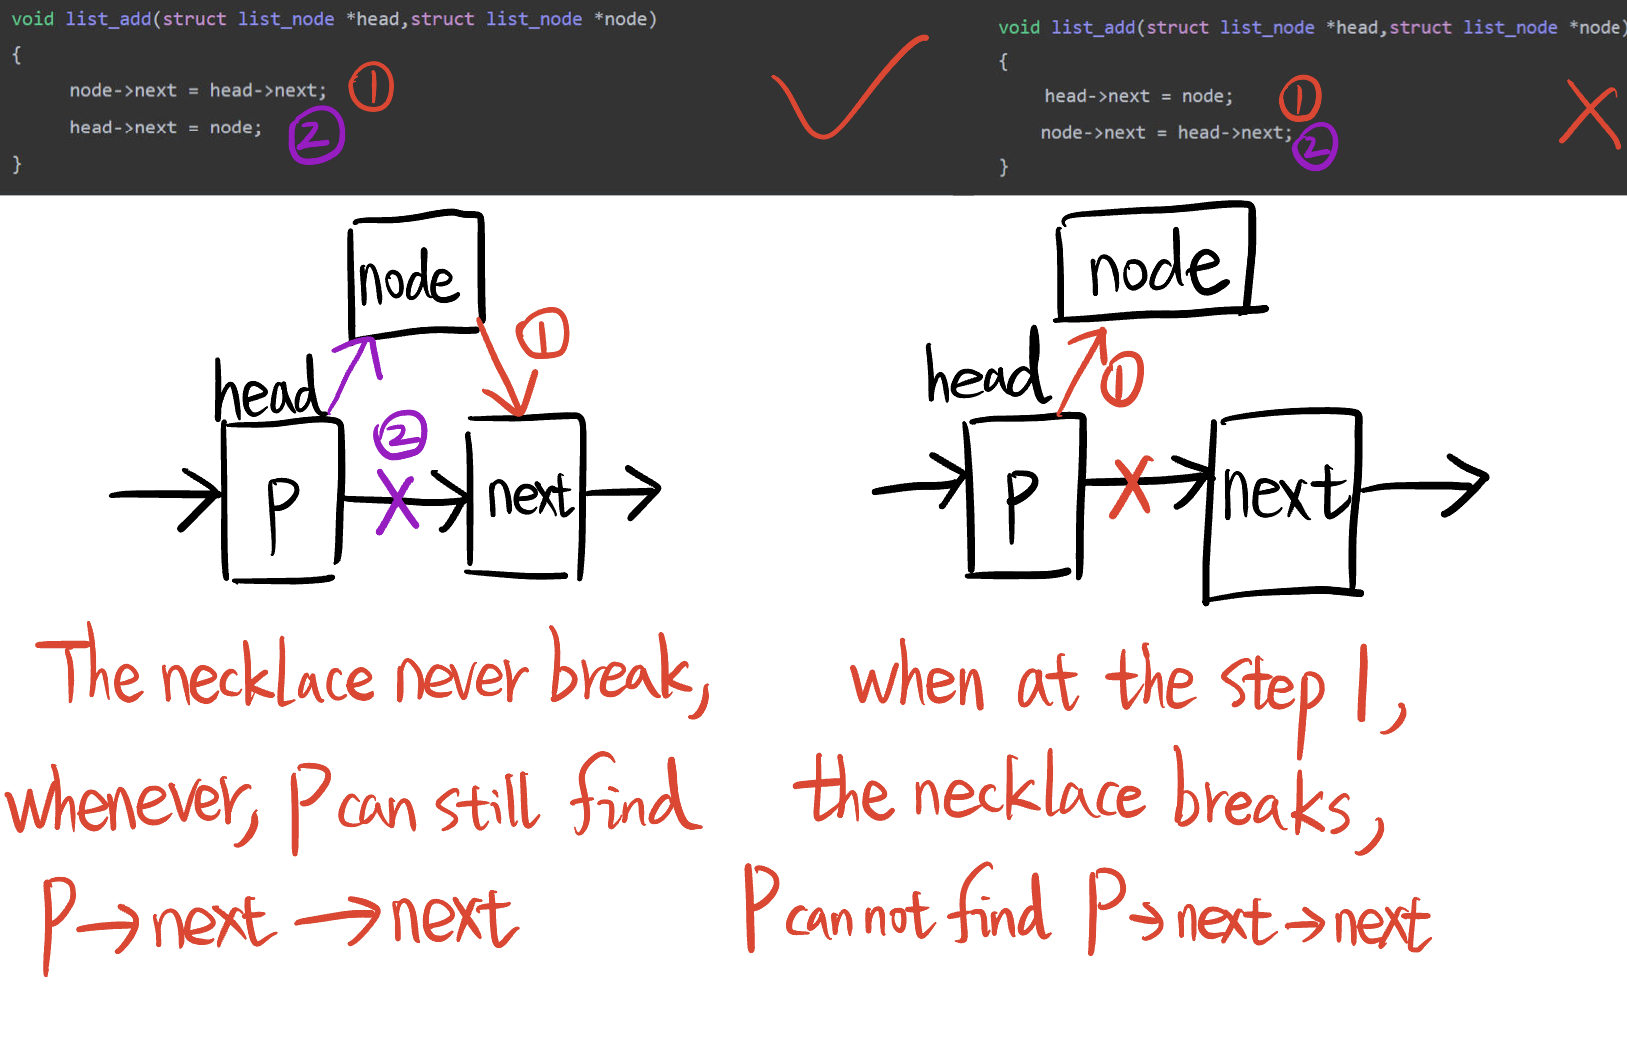 void list_add(struct list_node *head,struct list_node *node)
{
node->next = head->next; ①
head->next = node; ②
}
void list_add(struct list_node *head,struct list_node *node)
{
head->next = node; ①
node->next = head->next; ②
}
node
①
head
②
P
next
node
head
①
P
next
The necklace never break,
whenever, P can still find
P→next→next
when at the step 1,
the necklace breaks,
P can not find P→next→next